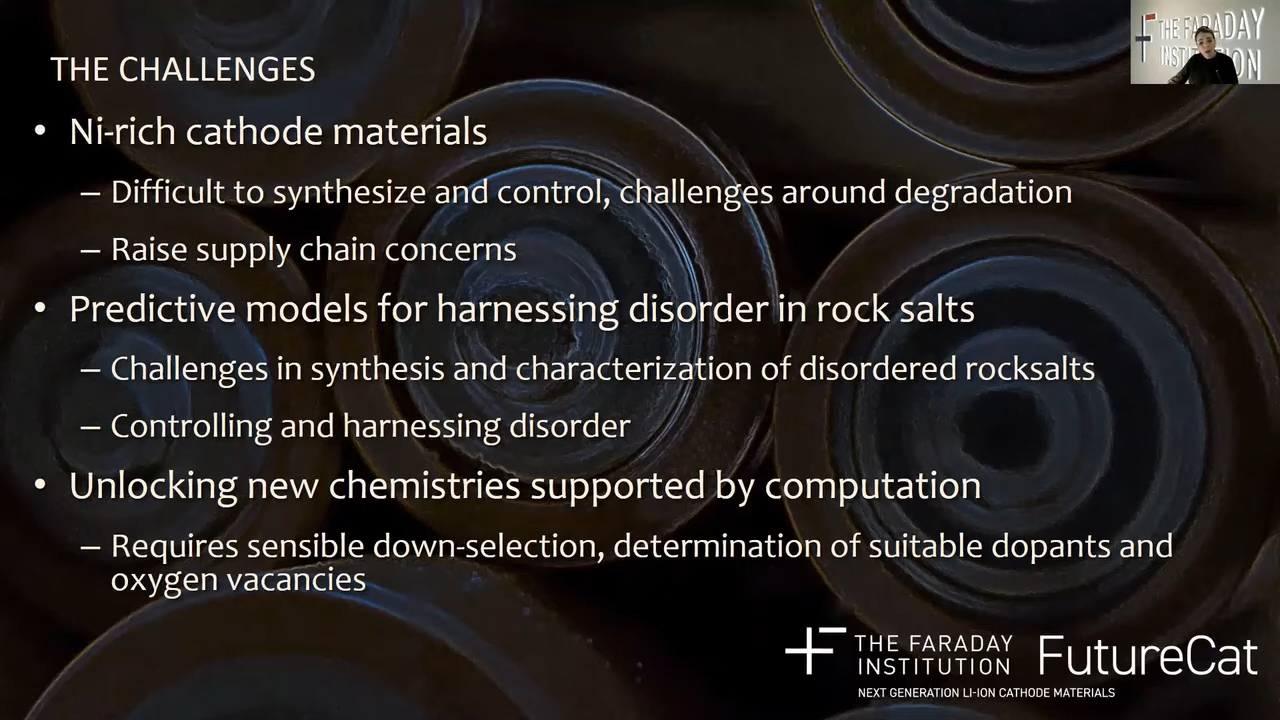 THE CHALLENGES
• Ni-rich cathode materials
– Difficult to synthesize and control, challenges around degradation
– Raise supply chain concerns
• Predictive models for harnessing disorder in rock salts
– Challenges in synthesis and characterization of disordered rocksalts
– Controlling and harnessing disorder
• Unlocking new chemistries supported by computation
– Requires sensible down-selection, determination of suitable dopants and
oxygen vacancies
THE FARADAY
INSTITUTION
FutureCat
NEXT GENERATION LI-ION CATHODE MATERIALS
THE FARADAY